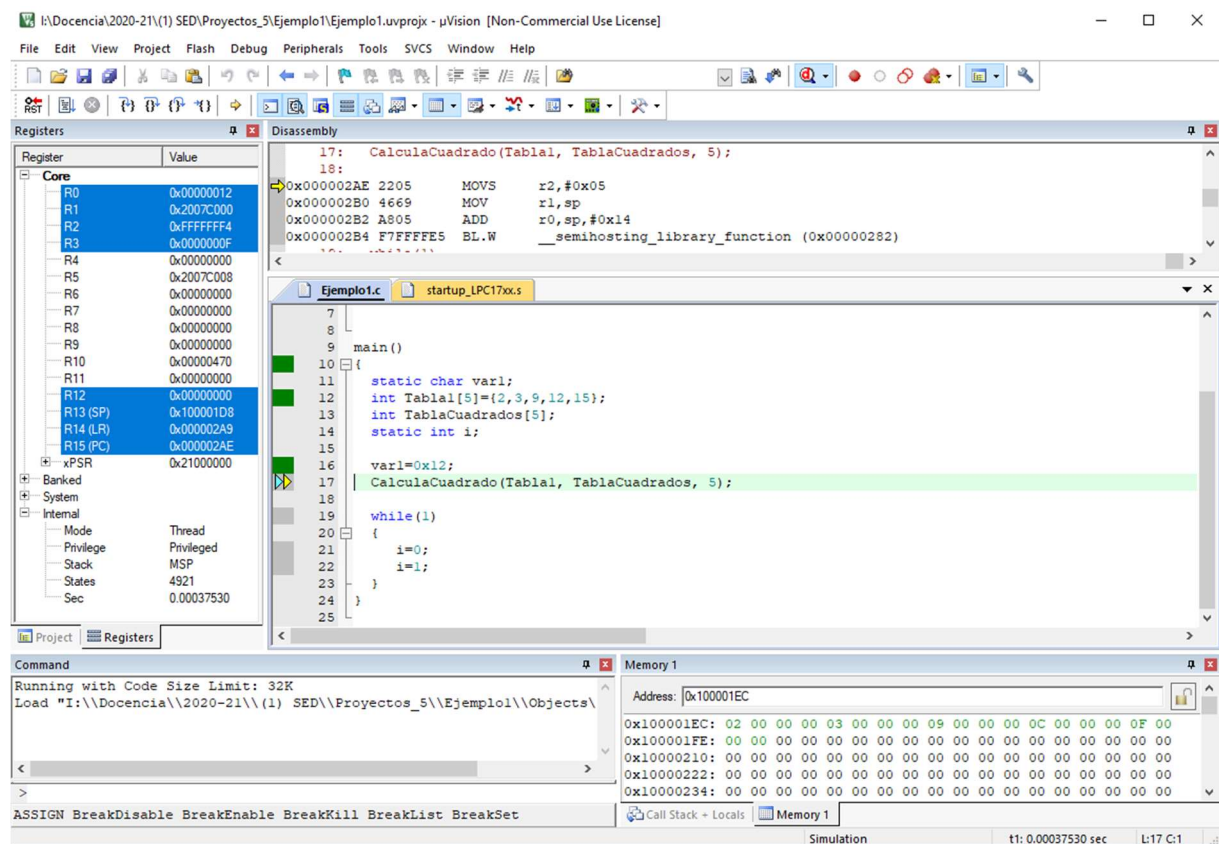 I:\Docencia\2020-21\(1) SED\Proyectos_5\Ejemplo1\Ejemplo1.uvprojx - µVision [Non-Commercial Use License]
File Edit View Project Flash Debug Peripherals Tools SVCS Window Help
RST
Registers
Register Value
Core
R0 0x00000012
R1 0x2007C000
R2 0xFFFFFFF4
R3 0x0000000F
R4 0x00000000
R5 0x2007C008
R6 0x00000000
R7 0x00000000
R8 0x00000000
R9 0x00000000
R10 0x00000470
R11 0x00000000
R12 0x00000000
R13 (SP) 0x100001D8
R14 (LR) 0x000002A9
R15 (PC) 0x000002AE
xPSR 0x21000000
Banked
System
Internal
Mode Thread
Privilege Privileged
Stack MSP
States 4921
Sec 0.00037530
Project Registers
Disassembly
17: CalculaCuadrado(Tabla1, TablaCuadrados, 5);
18:
0x000002AE 2205 MOVS r2,#0x05
0x000002B0 4669 MOV r1,sp
0x000002B2 A805 ADD r0,sp,#0x14
0x000002B4 F7FFFFE5 BL.W __semihosting_library_function (0x00000282)
19: while(1)
Ejemplo1.c startup_LPC17xx.s
7
8
9 main()
10 {
11 static char var1;
12 int Tabla1[5]={2,3,9,12,15};
13 int TablaCuadrados[5];
14 static int i;
15
16 var1=0x12;
17 CalculaCuadrado(Tabla1, TablaCuadrados, 5);
18
19 while(1)
20 {
21 i=0;
22 i=1;
23 }
24 }
25
Command
Running with Code Size Limit: 32K
Load "I:\\Docencia\\2020-21\\(1) SED\\Proyectos_5\\Ejemplo1\\Objects\
>
ASSIGN BreakDisable BreakEnable BreakKill BreakList BreakSet
Memory 1
Address: 0x100001EC
0x100001EC: 02 00 00 00 03 00 00 00 09 00 00 00 0C 00 00 00 0F 00
0x100001FE: 00 00 00 00 00 00 00 00 00 00 00 00 00 00 00 00 00 00
0x10000210: 00 00 00 00 00 00 00 00 00 00 00 00 00 00 00 00 00 00
0x10000222: 00 00 00 00 00 00 00 00 00 00 00 00 00 00 00 00 00 00
0x10000234: 00 00 00 00 00 00 00 00 00 00 00 00 00 00 00 00 00 00
Call Stack + Locals Memory 1
Simulation t1: 0.00037530 sec L:17 C:1